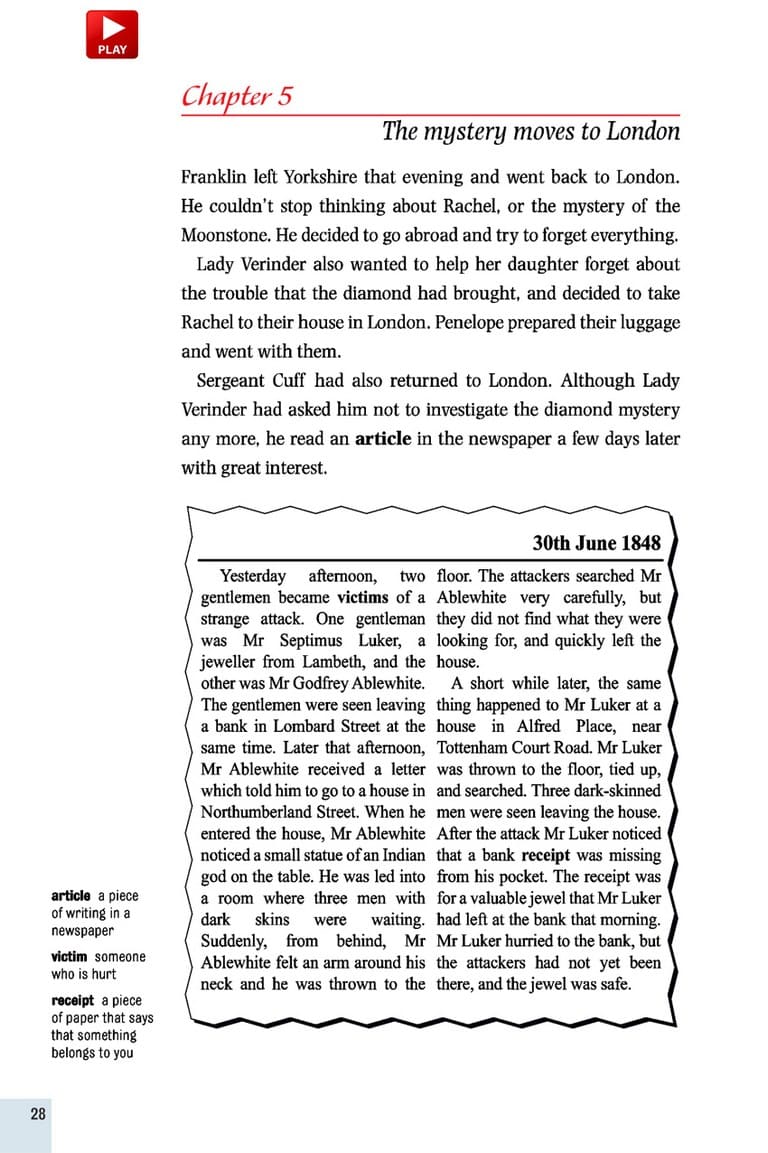 PLAY
Chapter 5
The mystery moves to London
Franklin left Yorkshire that evening and went back to London.
He couldn't stop thinking about Rachel, or the mystery of the
Moonstone. He decided to go abroad and try to forget everything.
Lady Verinder also wanted to help her daughter forget about
the trouble that the diamond had brought, and decided to take
Rachel to their house in London. Penelope prepared their luggage
and went with them.
Sergeant Cuff had also returned to London. Although Lady
Verinder had asked him not to investigate the diamond mystery
any more, he read an article in the newspaper a few days later
with great interest.
30th June 1848
Yesterday afternoon, two
gentlemen became victims of a
strange attack. One gentleman
was Mr Septimus Luker, a
jeweller from Lambeth, and the
other was Mr Godfrey Ablewhite.
The gentlemen were seen leaving
a bank in Lombard Street at the
same time. Later that afternoon,
Mr Ablewhite received a letter
which told him to go to a house in
Northumberland Street. When he
entered the house, Mr Ablewhite
noticed a small statue of an Indian
god on the table. He was led into
a room where three men with
dark skins were waiting.
Suddenly, from behind, Mr
Ablewhite felt an arm around his
neck and he was thrown to the
floor. The attackers searched Mr
Ablewhite very carefully, but
they did not find what they were
looking for, and quickly left the
house.
A short while later, the same
thing happened to Mr Luker at a
house in Alfred Place, near
Tottenham Court Road. Mr Luker
was thrown to the floor, tied up,
and searched. Three dark-skinned
men were seen leaving the house.
After the attack Mr Luker noticed
that a bank receipt was missing
from his pocket. The receipt was
for a valuable jewel that Mr Luker
had left at the bank that morning.
Mr Luker hurried to the bank, but
the attackers had not yet been
there, and the jewel was safe.
article a piece
of writing in a
newspaper
victim someone
who is hurt
receipt a piece
of paper that says
that something
belongs to you
28